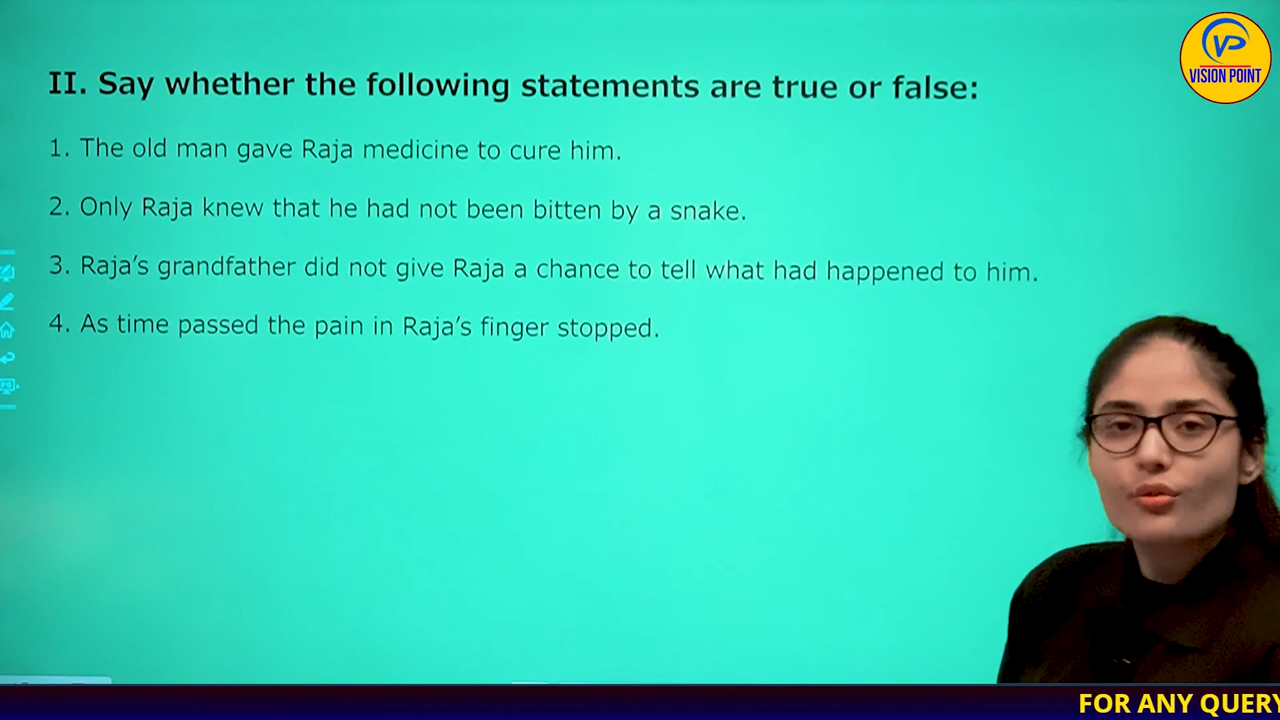 VP
VISION POINT
II. Say whether the following statements are true or false:
1. The old man gave Raja medicine to cure him.
2. Only Raja knew that he had not been bitten by a snake.
3. Raja’s grandfather did not give Raja a chance to tell what had happened to him.
4. As time passed the pain in Raja’s finger stopped.
FOR ANY QUERY